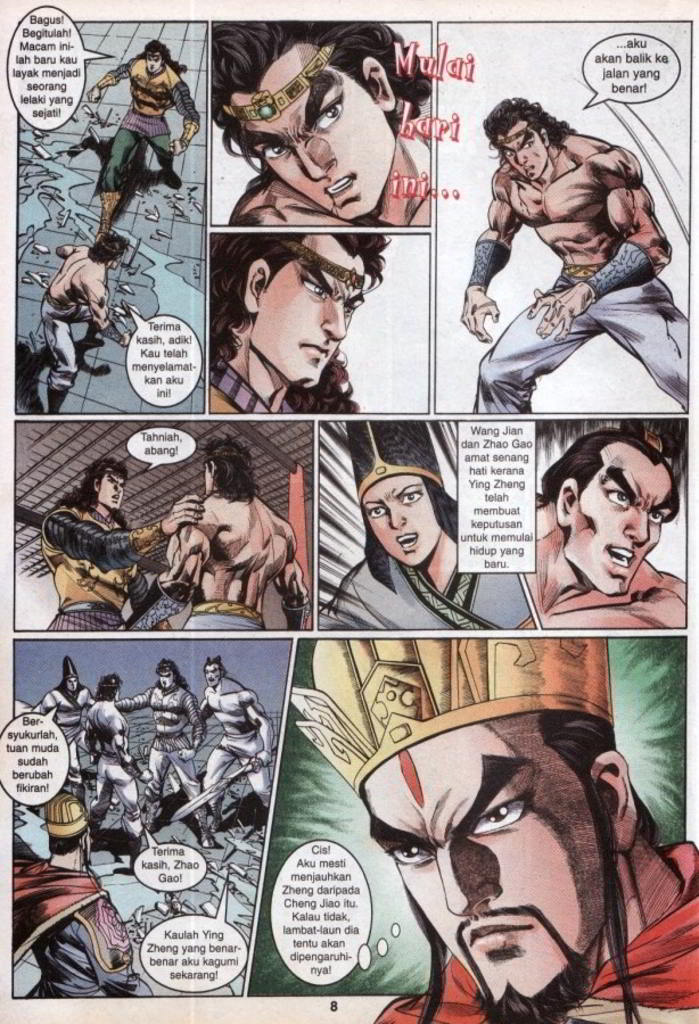 Bagus!
Begitulah!
Macam ini-
lah baru kau
layak menjadi
seorang
lelaki yang
sejati!
Terima
kasih, adik!
Kau telah
menyelamat-
kan aku
ini!
Mulai
hari
ini...
...aku
akan balik ke
jalan yang
benar!
Tahniah,
abang!
Wang Jian
dan Zhao Gao
amat senang
hati kerana
Ying Zheng
telah
membuat
keputusan
untuk memulai
hidup yang
baru.
Ber-
syukurlah,
tuan muda
sudah
berubah
fikiran!
Terima
kasih, Zhao
Gao!
Kaulah Ying
Zheng yang benar-
benar aku kagumi
sekarang!
Cis!
Aku mesti
menjauhkan
Zheng daripada
Cheng Jiao itu.
Kalau tidak,
lambat-laun dia
tentu akan
dipengaruhi-
nya!
8